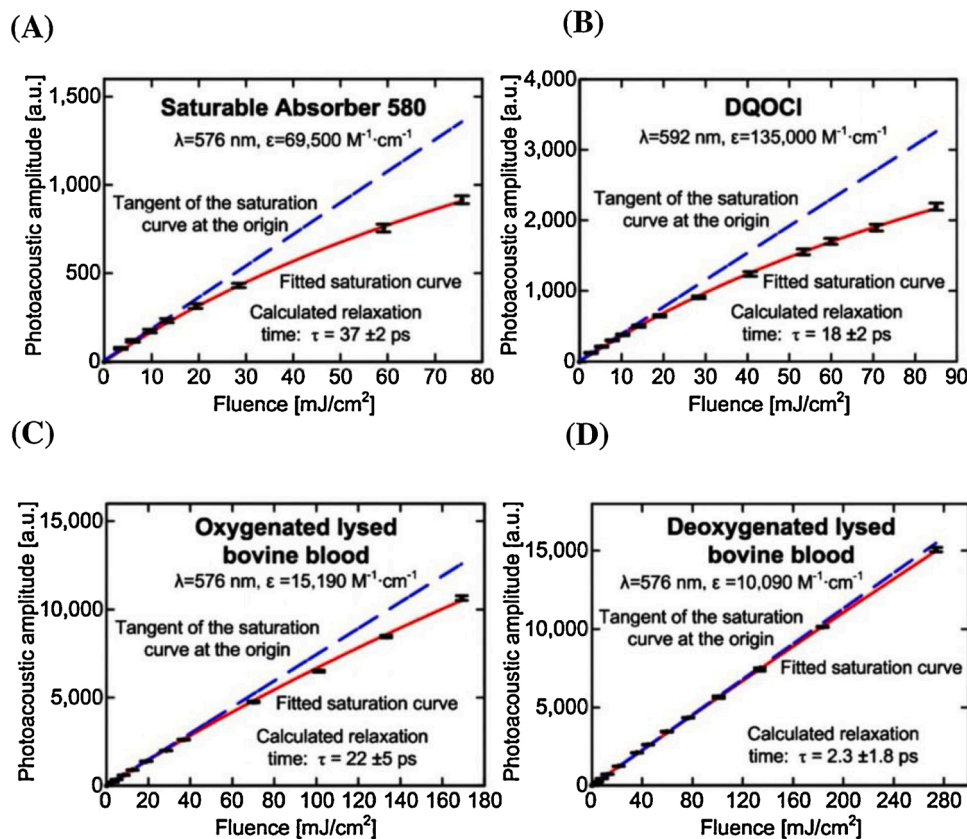 (A)
Photoacoustic amplitude [a.u.]
1,500
1,000
500
0
Saturable Absorber 580
λ=576 nm, ε=69,500 M⁻¹·cm⁻¹
Tangent of the saturation
curve at the origin
Fitted saturation curve
Calculated relaxation
time: τ = 37 ±2 ps
0 10 20 30 40 50 60 70 80
Fluence [mJ/cm²]
(B)
Photoacoustic amplitude [a.u.]
4,000
3,000
2,000
1,000
0
DQOCI
λ=592 nm, ε=135,000 M⁻¹·cm⁻¹
Tangent of the saturation
curve at the origin
Fitted saturation curve
Calculated relaxation
time: τ = 18 ±2 ps
0 10 20 30 40 50 60 70 80 90
Fluence [mJ/cm²]
(C)
Photoacoustic amplitude [a.u.]
15,000
10,000
5,000
0
Oxygenated lysed
bovine blood
λ=576 nm, ε =15,190 M⁻¹·cm⁻¹
Tangent of the saturation
curve at the origin
Fitted saturation curve
Calculated relaxation
time: τ = 22 ±5 ps
0 20 40 60 80 100 120 140 160 180
Fluence [mJ/cm²]
(D)
Photoacoustic amplitude [a.u.]
15,000
10,000
5,000
0
Deoxygenated lysed
bovine blood
λ=576 nm, ε=10,090 M⁻¹·cm⁻¹
Tangent of the saturation
curve at the origin
Fitted saturation curve
Calculated relaxation
time: τ = 2.3 ±1.8 ps
0 40 80 120 160 200 240 280
Fluence [mJ/cm²]